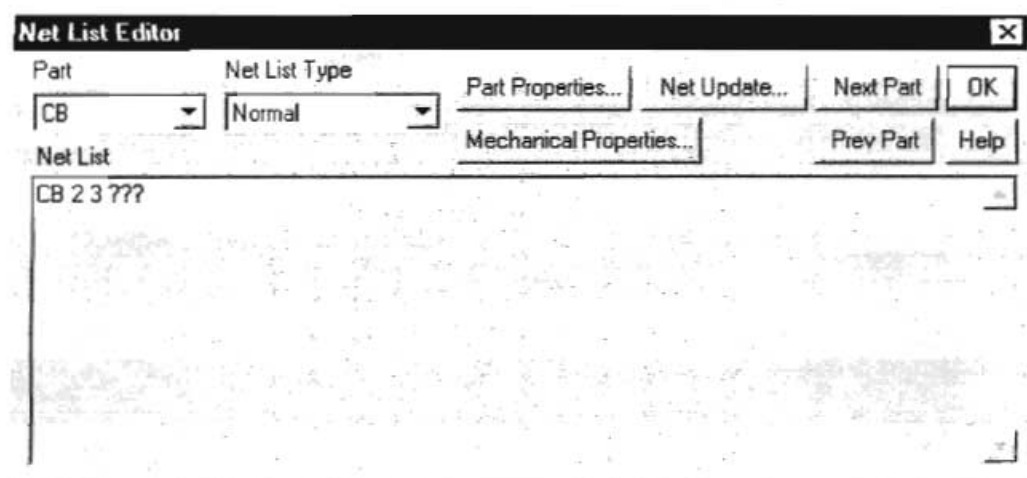 Net List Editor
Part
Net List Type
Part Properties...
Net Update...
Next Part
OK
CB
Normal
Mechanical Properties...
Prev Part
Help
Net List
CB 2 3 ???